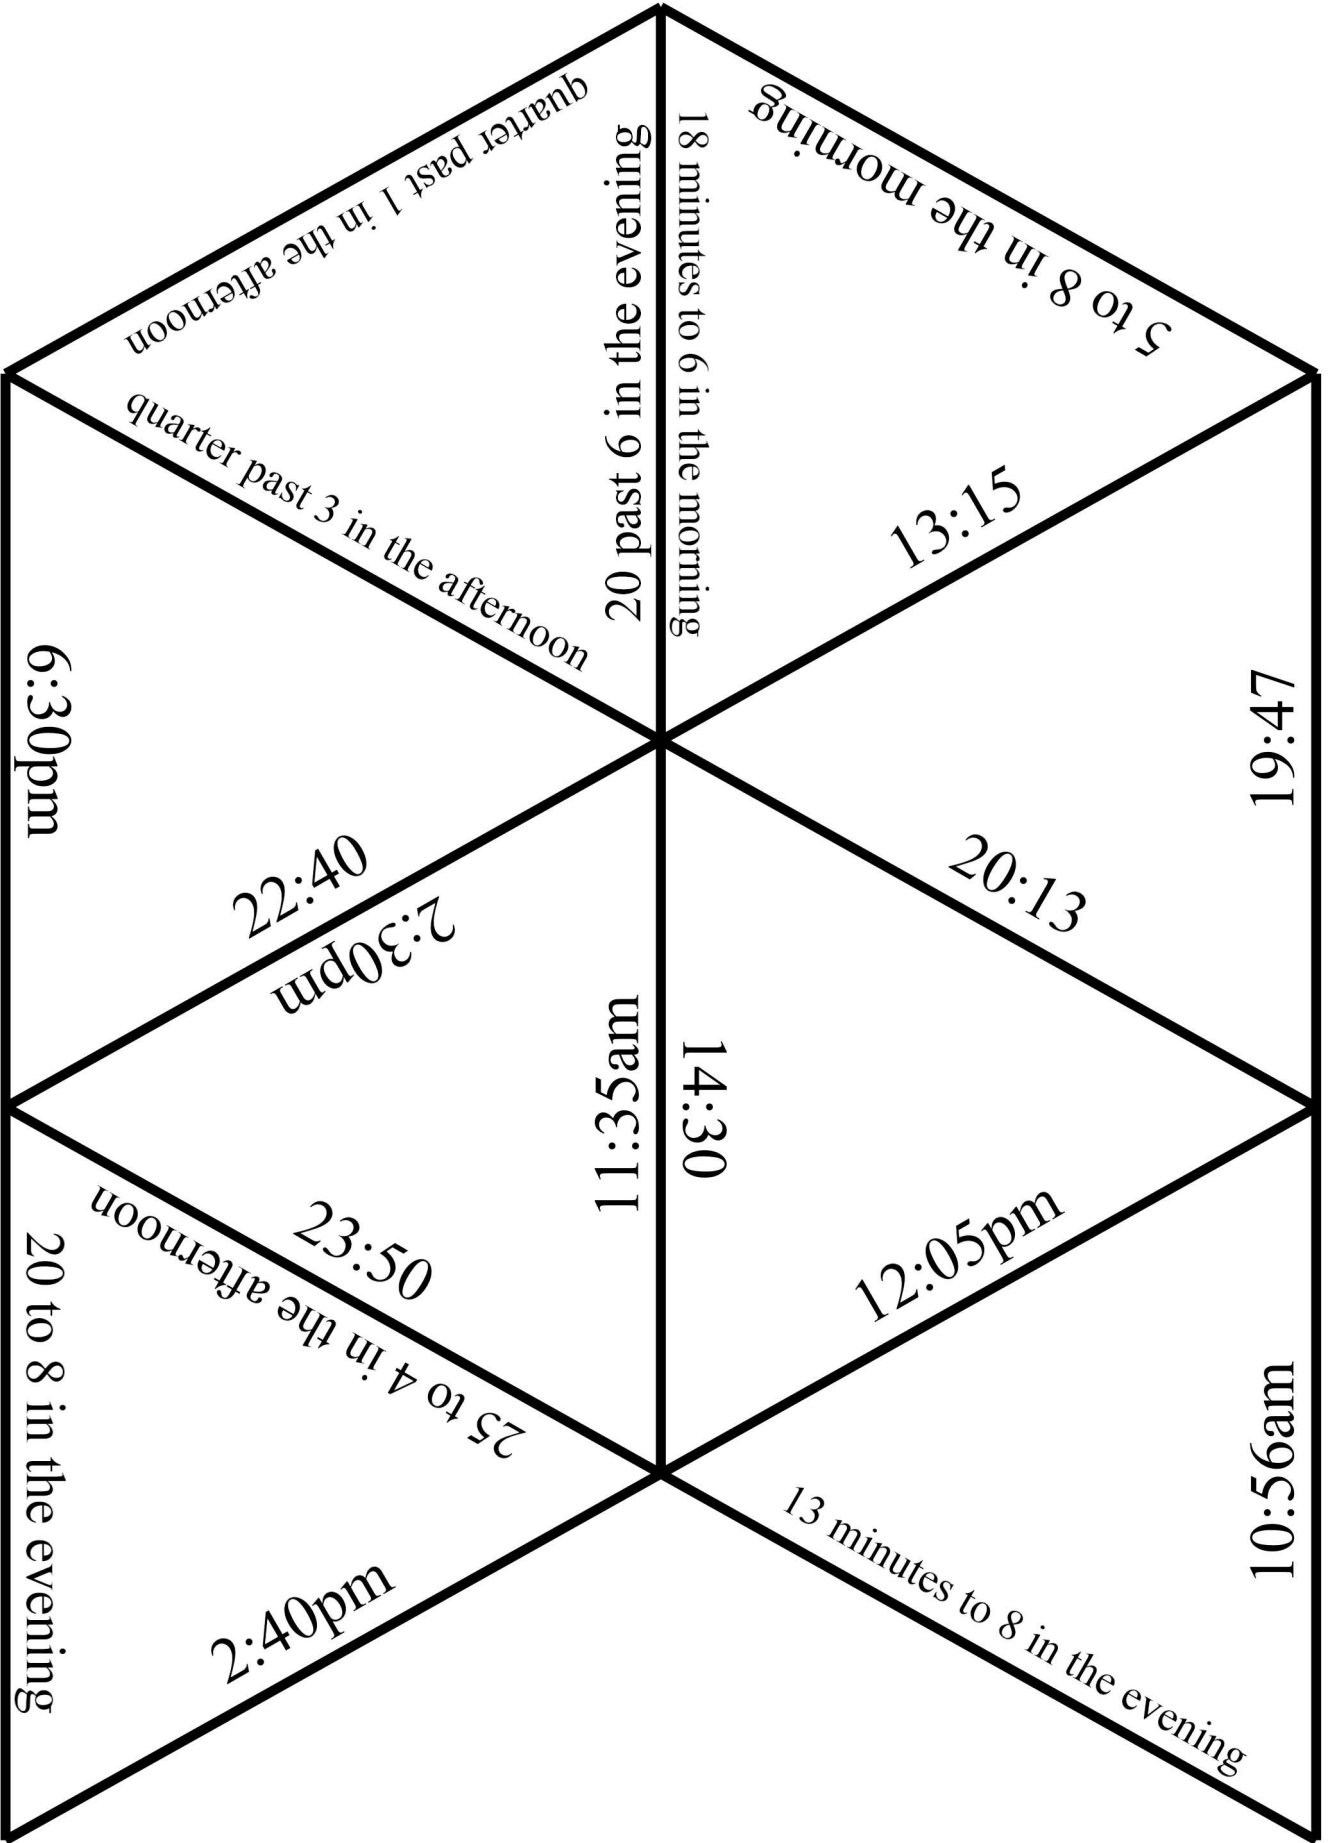 quarter past 1 in the afternoon
20 past 6 in the evening
18 minutes to 6 in the morning
5 to 8 in the morning
quarter past 3 in the afternoon
13:15
6:30pm
19:47
22:40
20:13
2:30pm
11:35am
14:30
23:50
12:05pm
25 to 4 in the afternoon
20 to 8 in the evening
10:56am
2:40pm
13 minutes to 8 in the evening